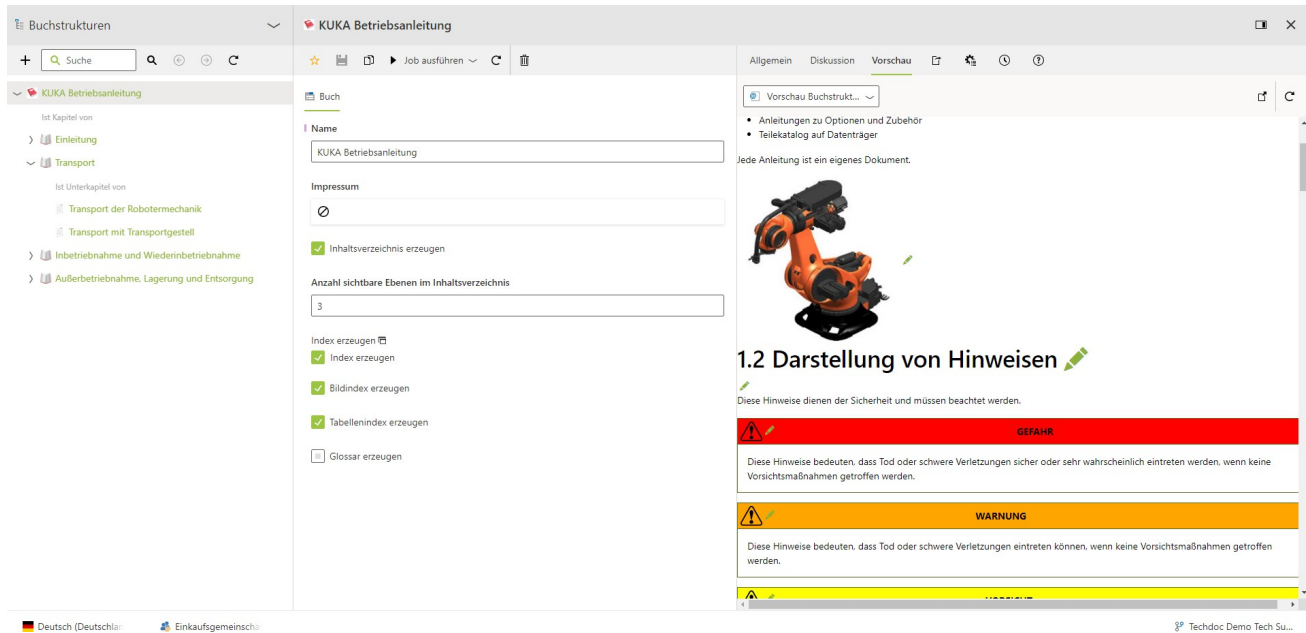 Buchstrukturen
Suche
KUKA Betriebsanleitung
Ist Kapitel von
Einleitung
Transport
Ist Unterkapitel von
Transport der Robotermechanik
Transport mit Transportgestell
Inbetriebnahme und Wiederinbetriebnahme
Außerbetriebnahme, Lagerung und Entsorgung
KUKA Betriebsanleitung
Job ausführen
Buch
Name
KUKA Betriebsanleitung
Impressum
Inhaltsverzeichnis erzeugen
Anzahl sichtbare Ebenen im Inhaltsverzeichnis
3
Index erzeugen
Index erzeugen
Bildindex erzeugen
Tabellenindex erzeugen
Glossar erzeugen
Allgemein Diskussion Vorschau
Vorschau Buchstrukt...
• Anleitungen zu Optionen und Zubehör
• Teilekatalog auf Datenträger
Jede Anleitung ist ein eigenes Dokument.
1.2 Darstellung von Hinweisen
Diese Hinweise dienen der Sicherheit und müssen beachtet werden.
GEFAHR
Diese Hinweise bedeuten, dass Tod oder schwere Verletzungen sicher oder sehr wahrscheinlich eintreten werden, wenn keine
Vorsichtsmaßnahmen getroffen werden.
WARNUNG
Diese Hinweise bedeuten, dass Tod oder schwere Verletzungen eintreten können, wenn keine Vorsichtsmaßnahmen getroffen
werden.
Deutsch (Deutschla
Einkaufsgemeinscha
Techdoc Demo Tech Su...